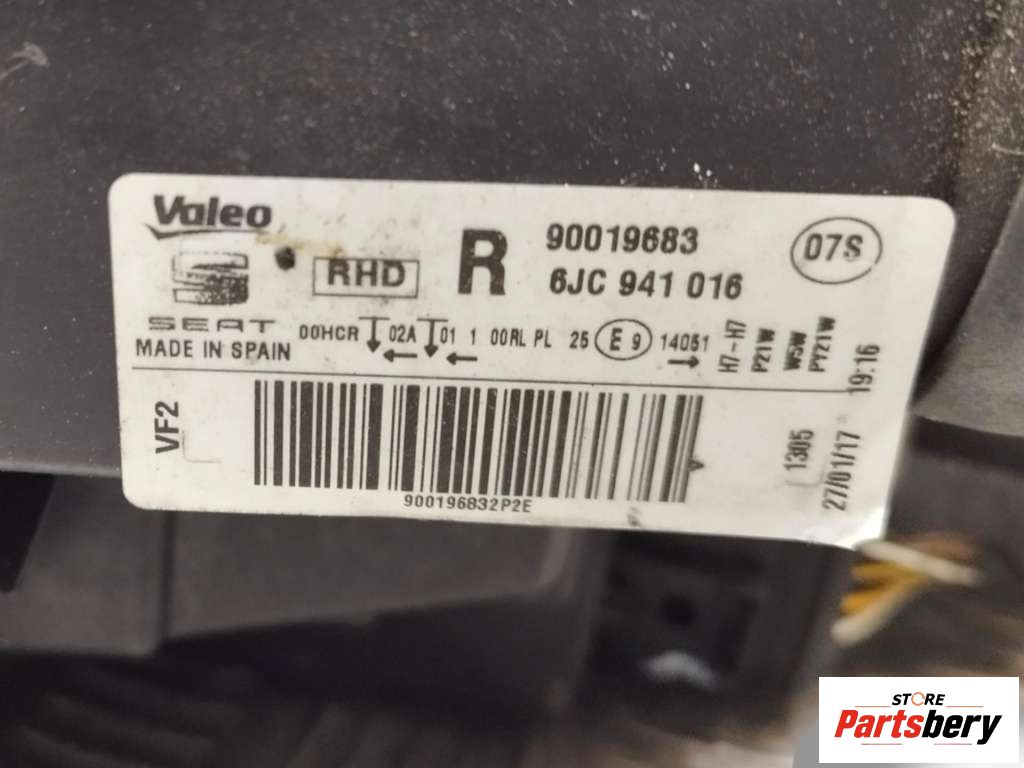 Valeo
SEAT
MADE IN SPAIN
RHD
R
90019683
6JC 941 016
07S
00HCR 02A 01 1 00RL PL 25 E 9 14051
H7-H7
P21W
W5W
PY21W
VF2
900196832P2E
1305
27/01/17 19:16
STORE
Partsbery